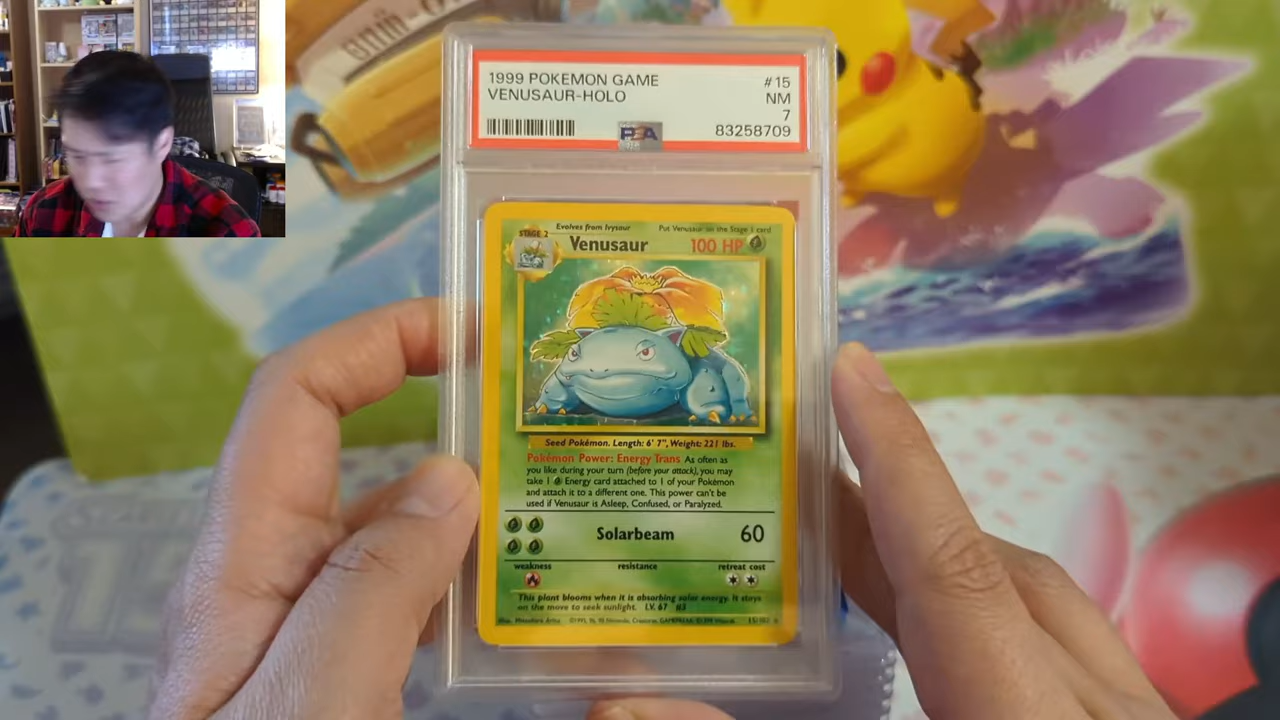 1999 POKEMON GAME #15
VENUSAUR-HOLO NM
7
PSA 83258709
Evolves from Ivysaur Put Venusaur on the Stage 1 card
STAGE 2
Venusaur 100 HP
Seed Pokémon. Length: 6' 7", Weight: 221 lbs.
Pokémon Power: Energy Trans As often as
you like during your turn (before your attack), you may
take 1 Energy card attached to 1 of your Pokémon
and attach it to a different one. This power can't be
used if Venusaur is Asleep, Confused, or Paralyzed.
Solarbeam 60
weakness resistance retreat cost
This plant blooms when it is absorbing solar energy. It stays
on the move to seek sunlight. LV. 67 #3
15/102